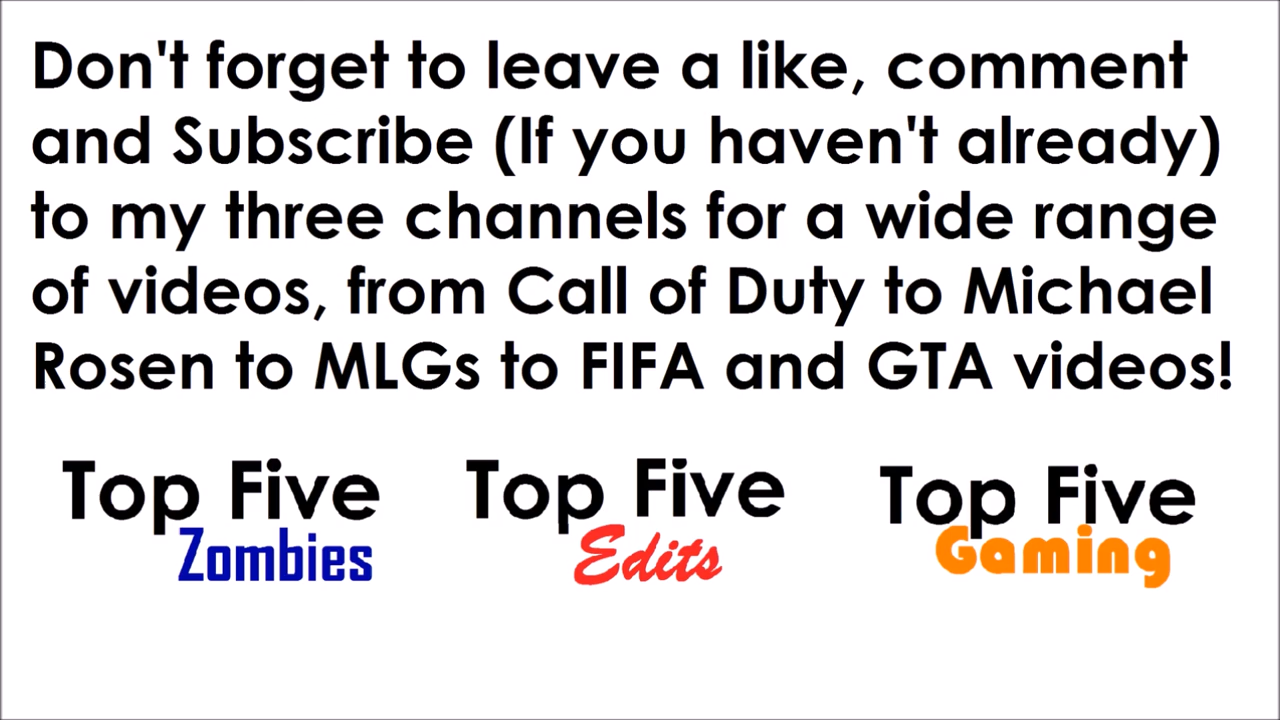 Don't forget to leave a like, comment
and Subscribe (If you haven't already)
to my three channels for a wide range
of videos, from Call of Duty to Michael
Rosen to MLGs to FIFA and GTA videos!
Top Five
Zombies
Top Five
Edits
Top Five
Gaming